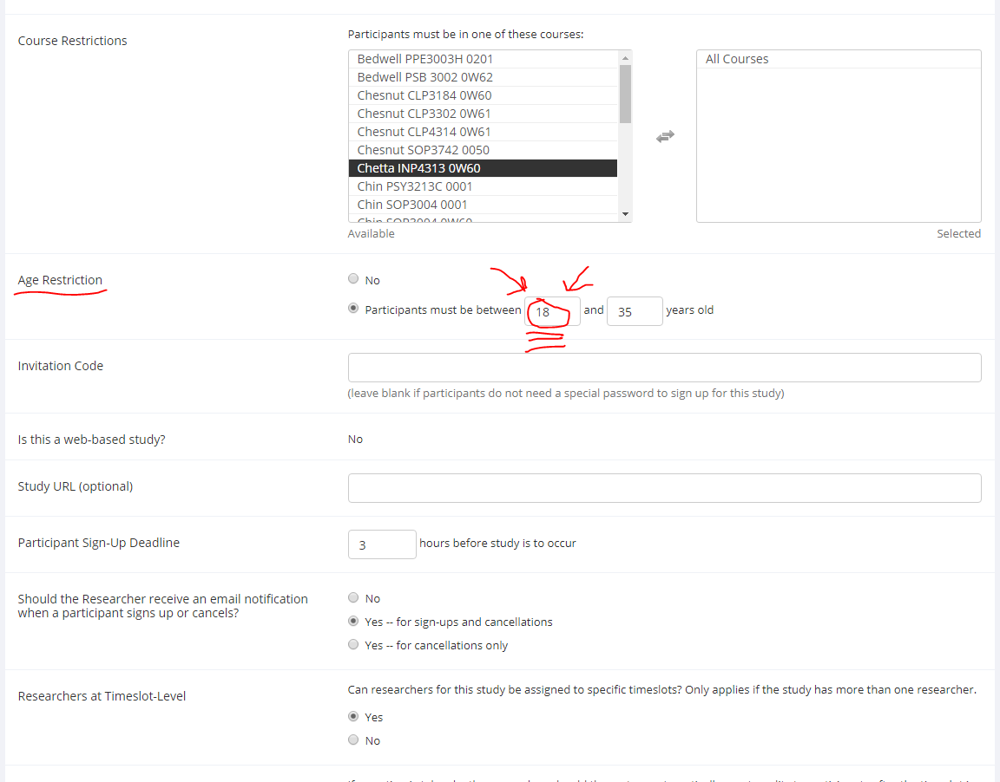 Course Restrictions
Participants must be in one of these courses:
Bedwell PPE3003H 0201
Bedwell PSB 3002 0W62
Chesnut CLP3184 0W60
Chesnut CLP3302 0W61
Chesnut CLP4314 0W61
Chesnut SOP3742 0050
Chetta INP4313 0W60
Chin PSY3213C 0001
Chin SOP3004 0001
Chin SOP3004 0W60
Available
All Courses
Selected
Age Restriction
No
Participants must be between 18 and 35 years old
Invitation Code
(leave blank if participants do not need a special password to sign up for this study)
Is this a web-based study?
No
Study URL (optional)
Participant Sign-Up Deadline
3 hours before study is to occur
Should the Researcher receive an email notification
when a participant signs up or cancels?
No
Yes -- for sign-ups and cancellations
Yes -- for cancellations only
Researchers at Timeslot-Level
Can researchers for this study be assigned to specific timeslots? Only applies if the study has more than one researcher.
Yes
No